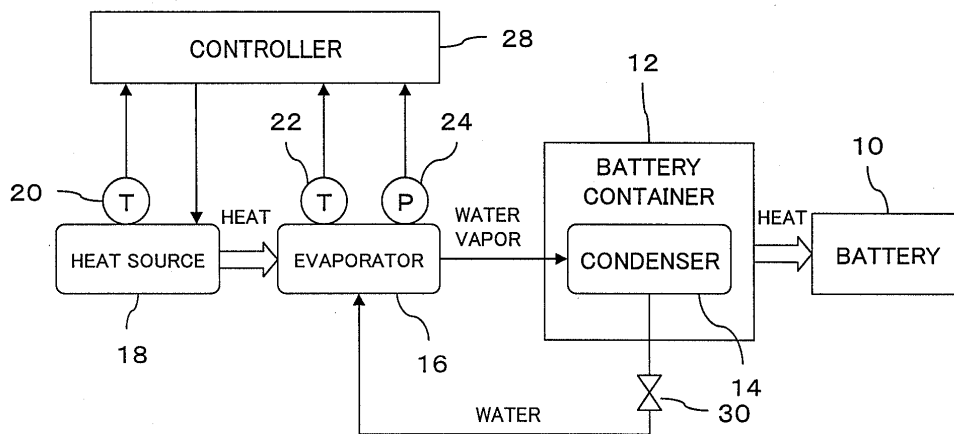 CONTROLLER
28
12
22
24
10
BATTERY
CONTAINER
20
T
T
P
HEAT
WATER
VAPOR
HEAT
HEAT SOURCE
EVAPORATOR
CONDENSER
BATTERY
18
16
14
30
WATER